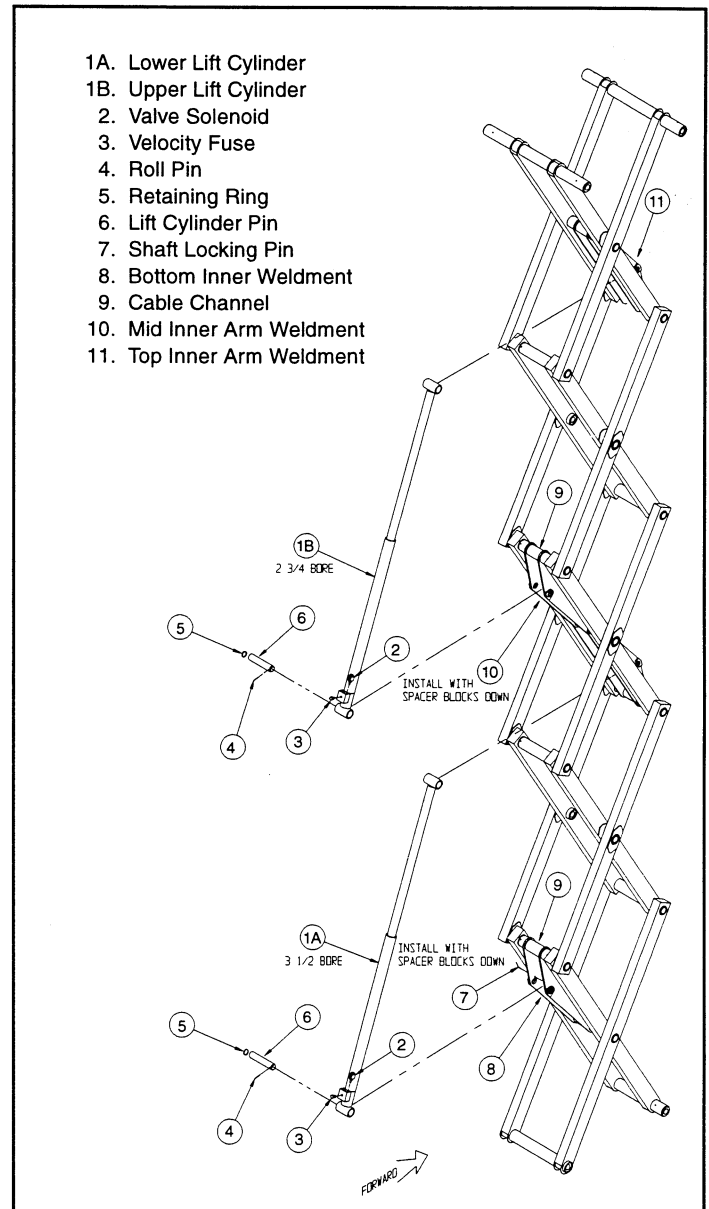 1A. Lower Lift Cylinder
1B. Upper Lift Cylinder
2. Valve Solenoid
3. Velocity Fuse
4. Roll Pin
5. Retaining Ring
6. Lift Cylinder Pin
7. Shaft Locking Pin
8. Bottom Inner Weldment
9. Cable Channel
10. Mid Inner Arm Weldment
11. Top Inner Arm Weldment
11
9
1B
2 3/4 BORE
6
5
2
10
INSTALL WITH
SPACER BLOCKS DOWN
4
3
9
1A
3 1/2 BORE
INSTALL WITH
SPACER BLOCKS DOWN
7
6
5
2
8
4
3
FORWARD